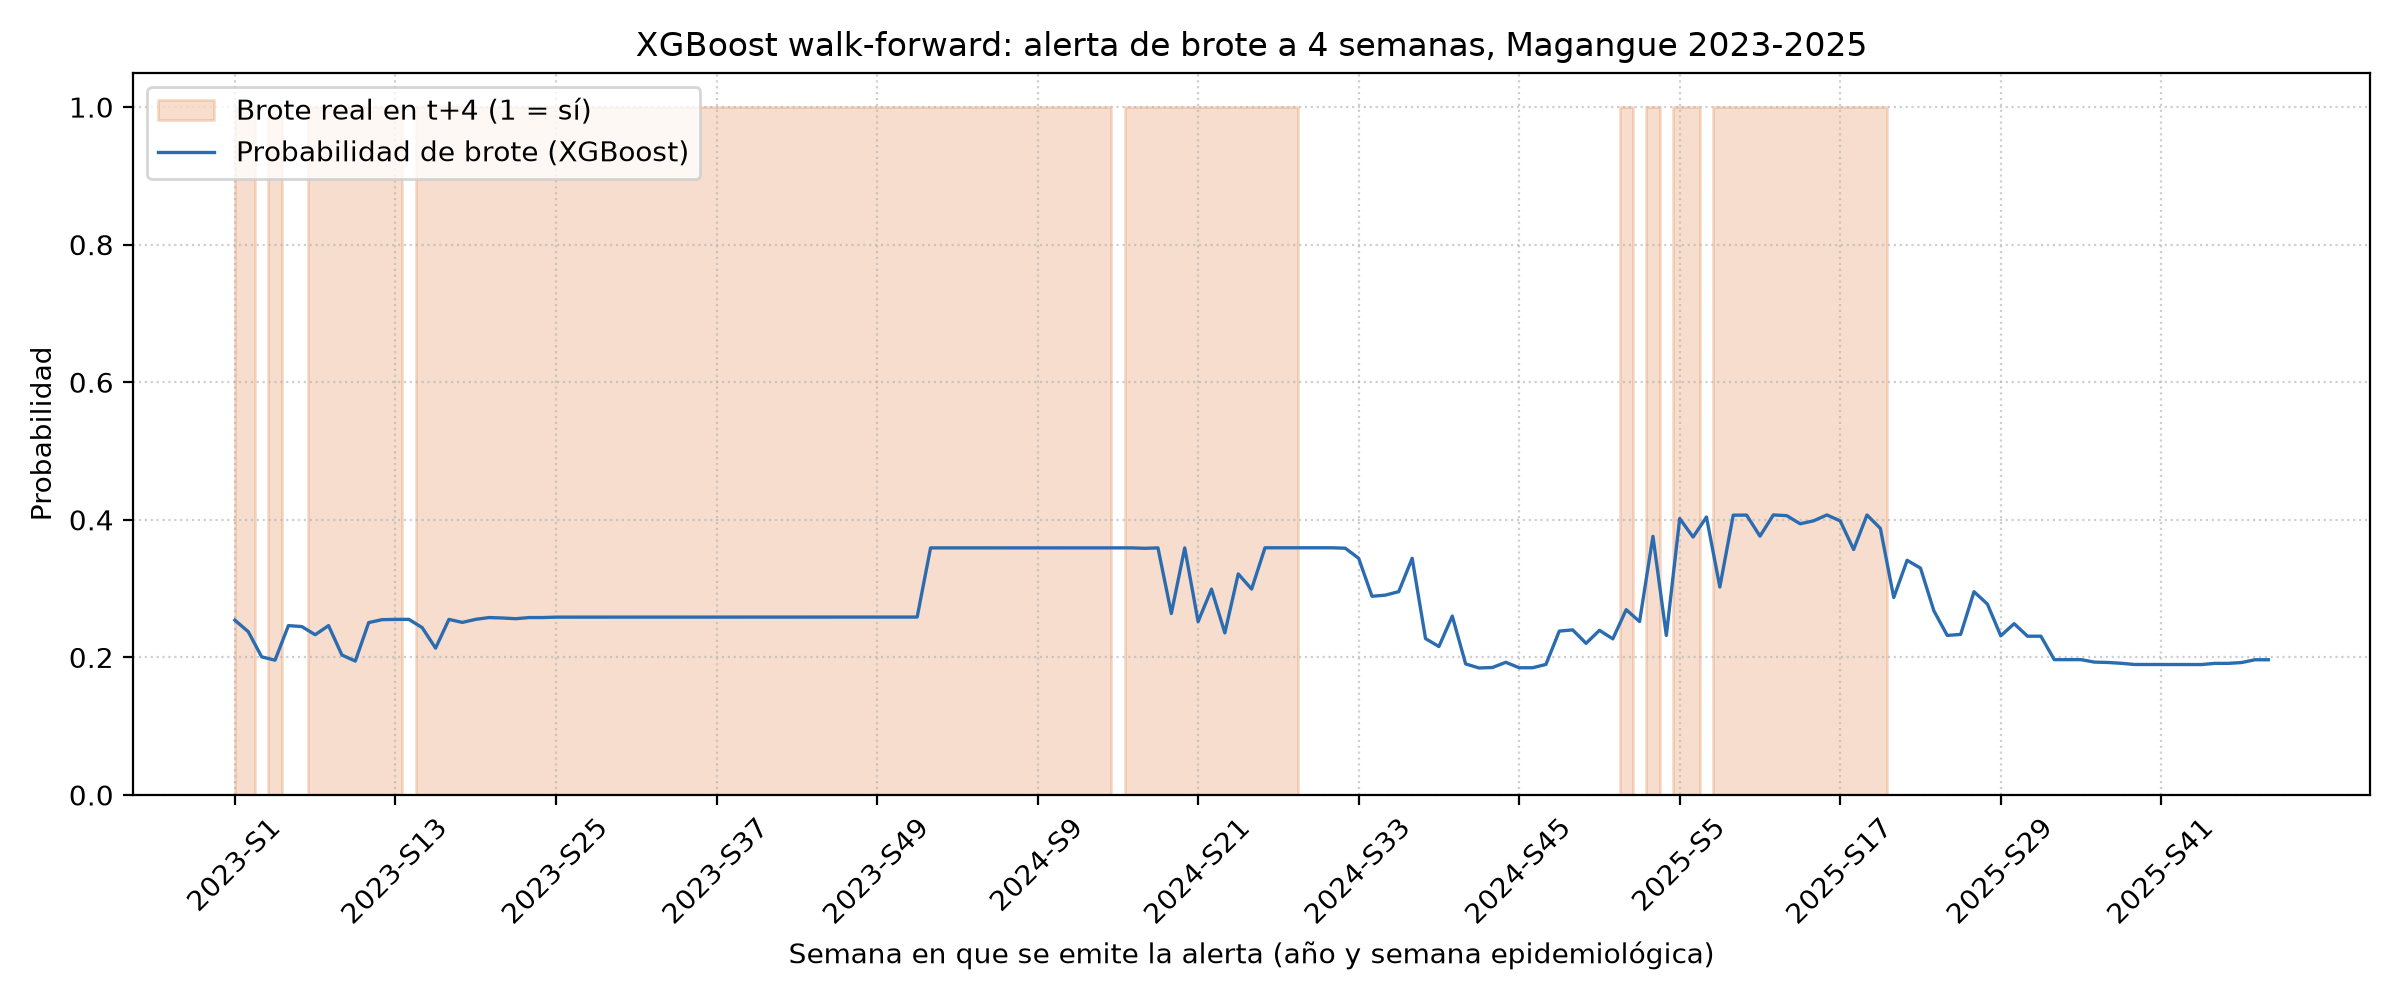 XGBoost walk-forward: alerta de brote a 4 semanas, Magangue 2023-2025
Brote real en t+4 (1 = sí)
Probabilidad de brote (XGBoost)
Probabilidad
1.0
0.8
0.6
0.4
0.2
0.0
2023-S1
2023-S13
2023-S25
2023-S37
2023-S49
2024-S9
2024-S21
2024-S33
2024-S45
2025-S5
2025-S17
2025-S29
2025-S41
Semana en que se emite la alerta (año y semana epidemiológica)